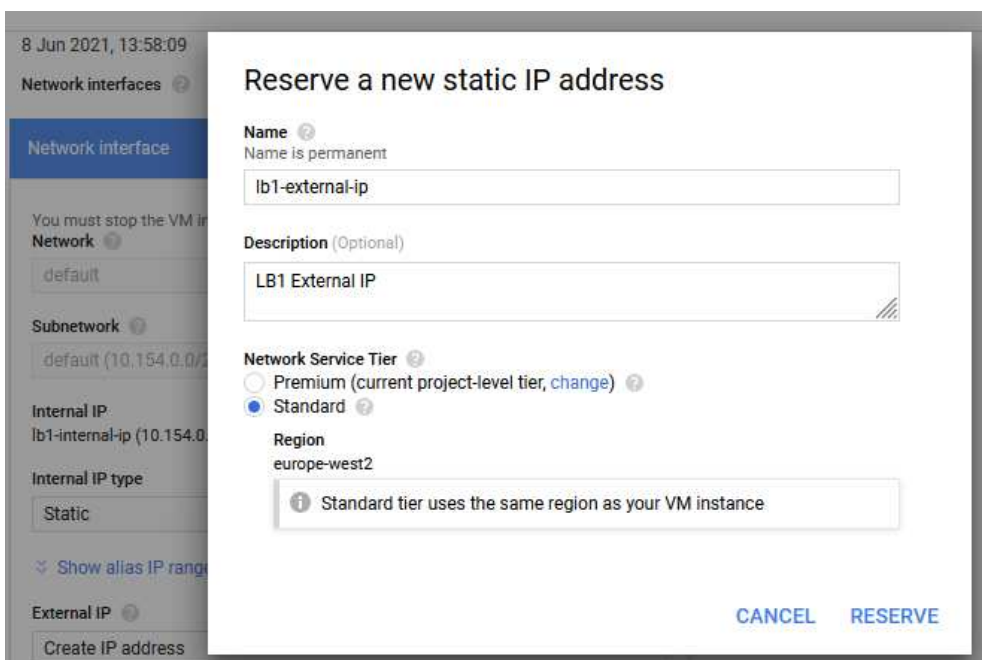 8 Jun 2021, 13:58:09
Network interfaces
Network interface
You must stop the VM
Network
default
Subnetwork
default (10.154.0.0/
Internal IP
lb1-internal-ip (10.154.0.
Internal IP type
Static
Show alias IP range
External IP
Create IP address
Reserve a new static IP address
Name
Name is permanent
lb1-external-ip
Description (Optional)
LB1 External IP
Network Service Tier
Premium (current project-level tier, change)
Standard
Region
europe-west2
Standard tier uses the same region as your VM instance
CANCEL RESERVE